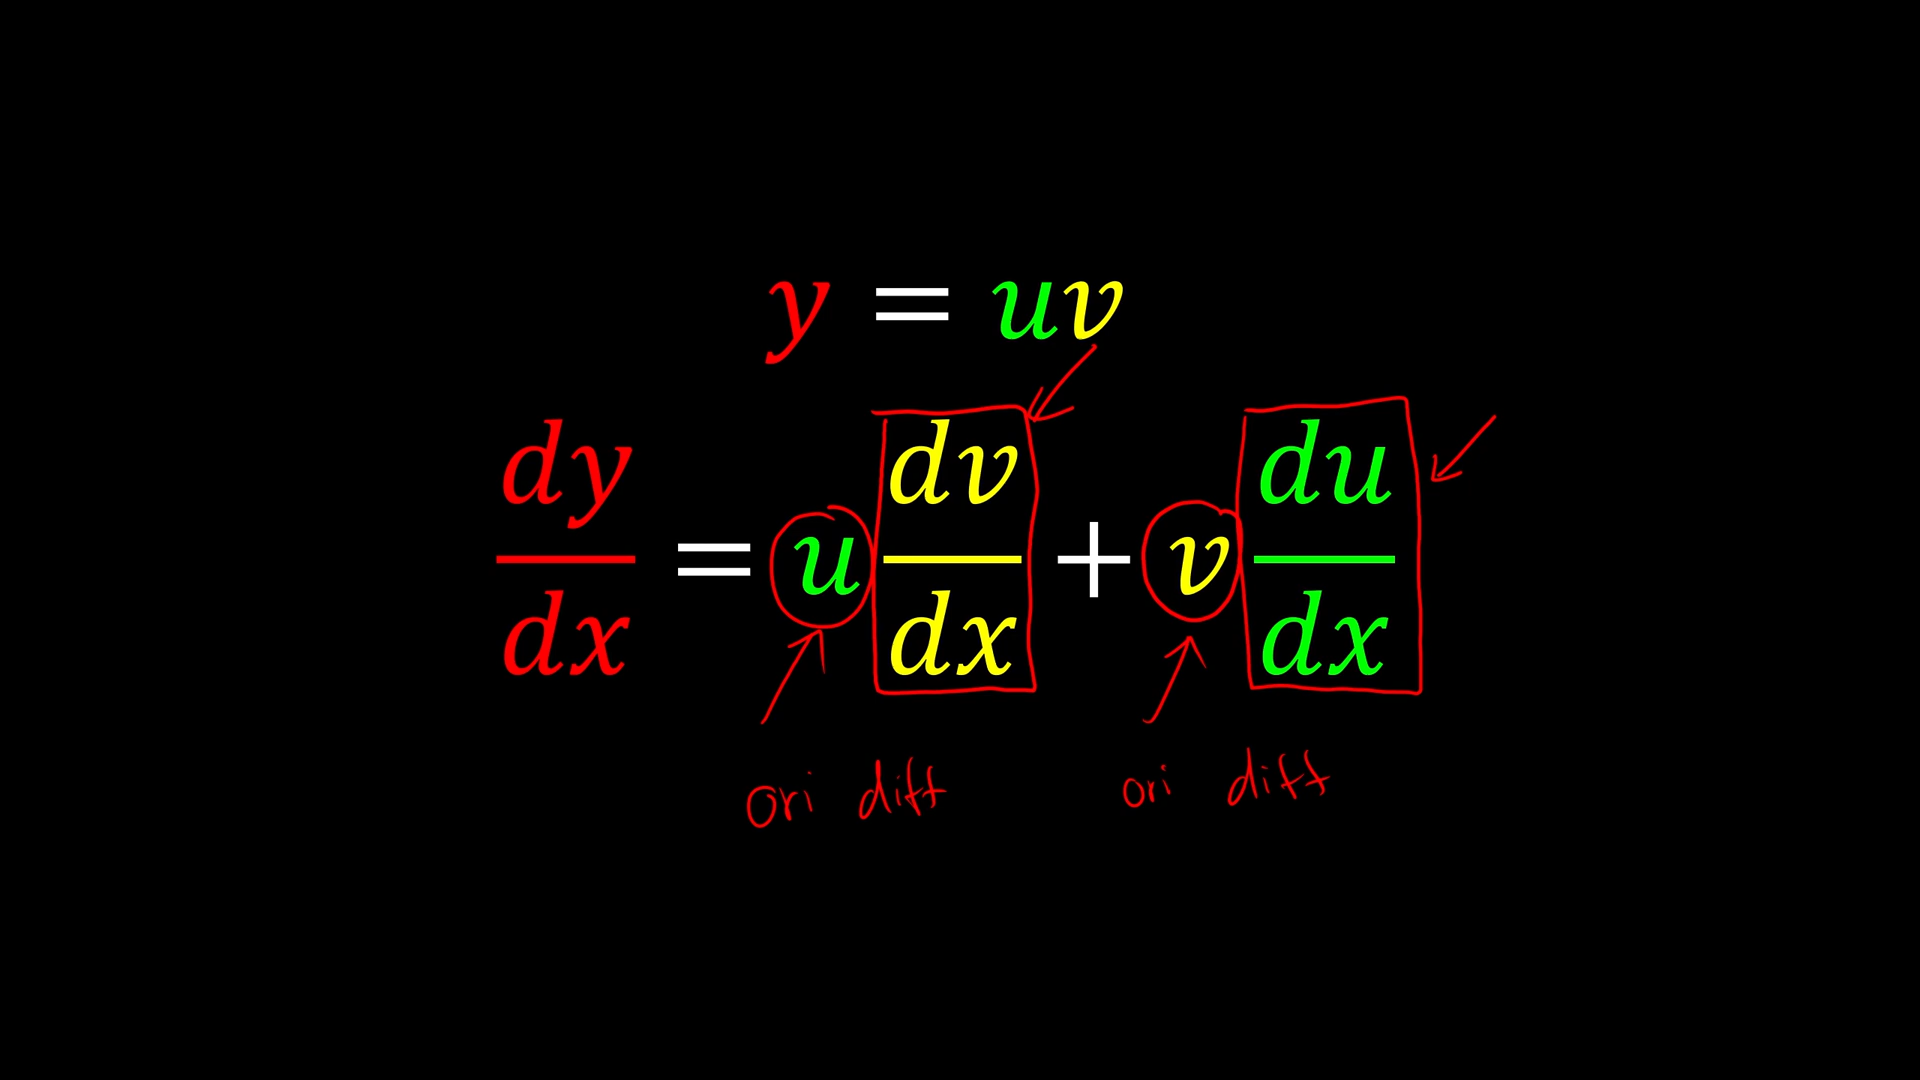 y = uv
dy/dx = u dv/dx + v du/dx
ori diff ori diff